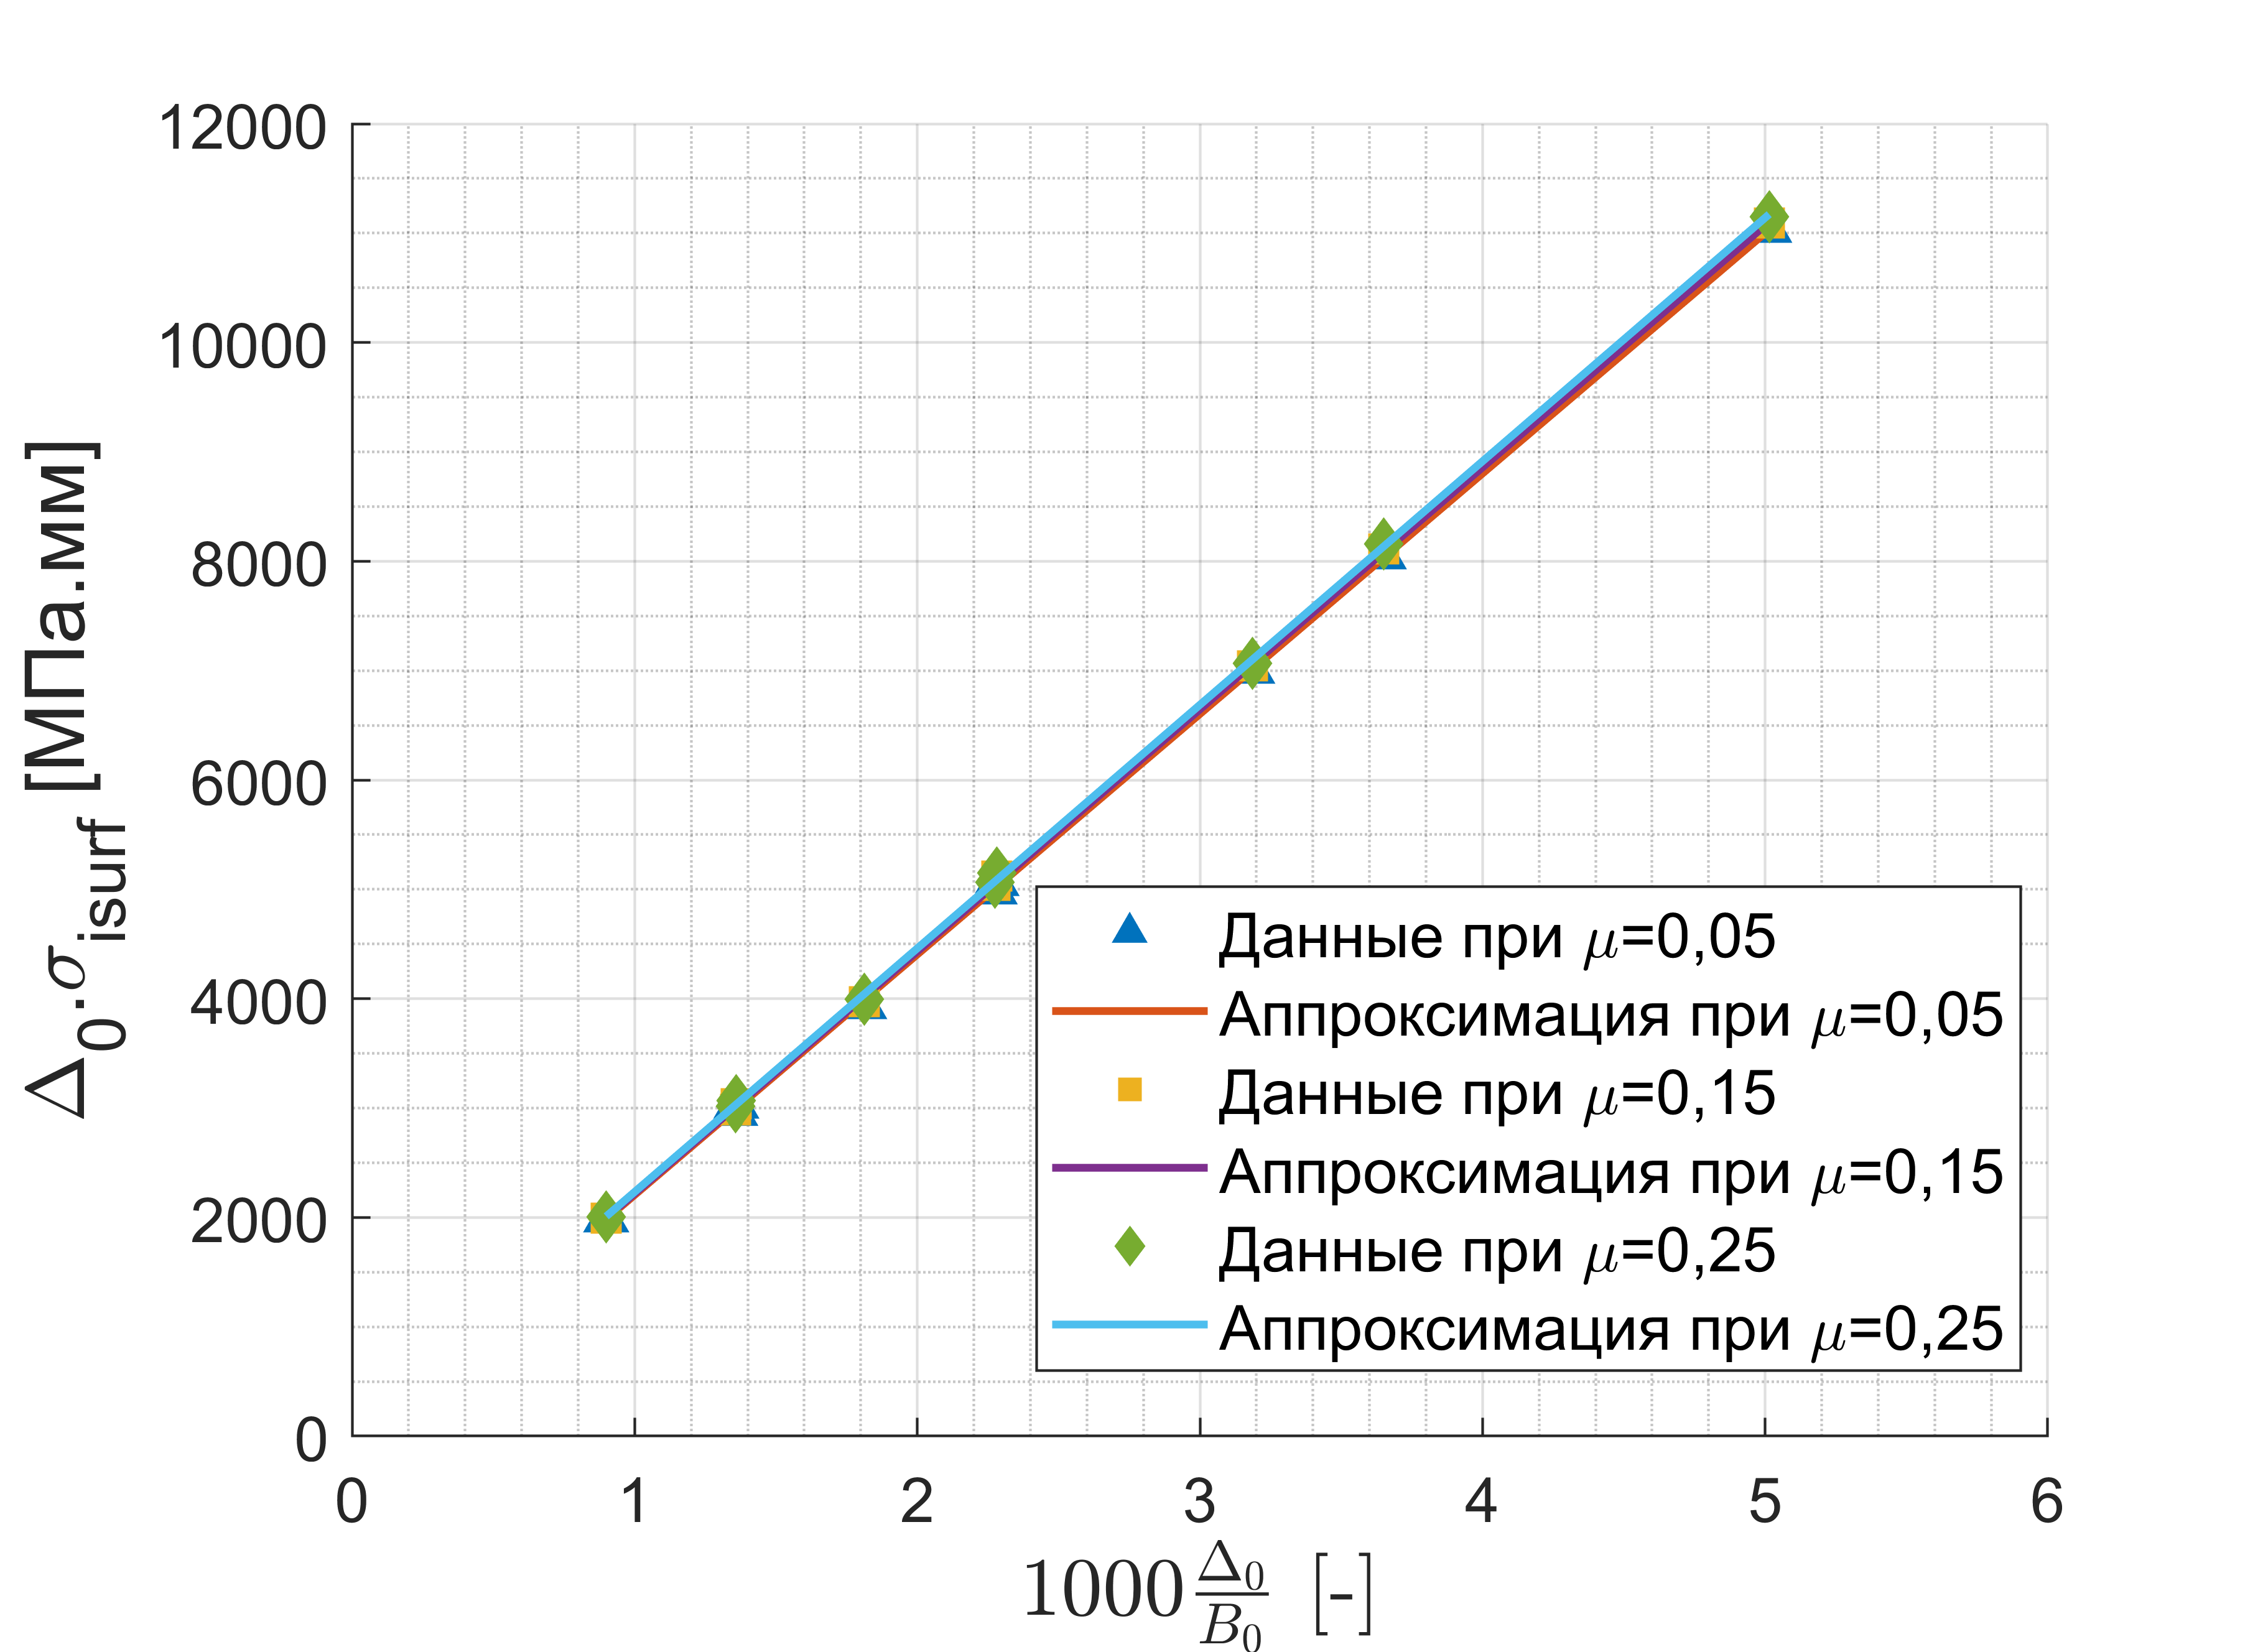 12000
10000
8000
6000
4000
2000
0
Δ0·σisurf [МПа.мм]
Данные при μ=0,05
Аппроксимация при μ=0,05
Данные при μ=0,15
Аппроксимация при μ=0,15
Данные при μ=0,25
Аппроксимация при μ=0,25
0 1 2 3 4 5 6
1000 Δ0/B0 [-]